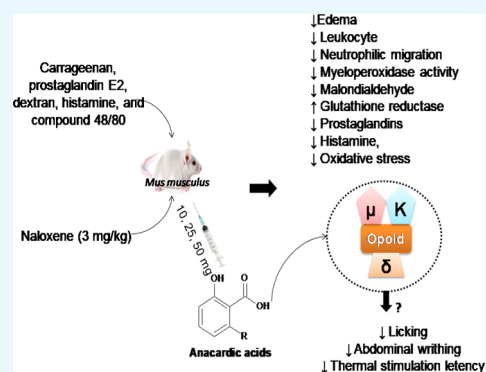 Carrageenan,
prostaglandin E2,
dextran, histamine, and
compound 48/80
Mus musculus
Naloxene (3 mg/kg)
10, 25, 50 mg
OH
O
OH
R
Anacardic acids
↓Edema
↓ Leukocyte
↓ Neutrophilic migration
↓ Myeloperoxidase activity
↓ Malondialdehyde
↑ Glutathione reductase
↓ Prostaglandins
↓ Histamine,
↓ Oxidative stress
μ
K
Opoid
δ
?
↓ Licking
↓ Abdominal writhing
↓ Thermal stimulation letency